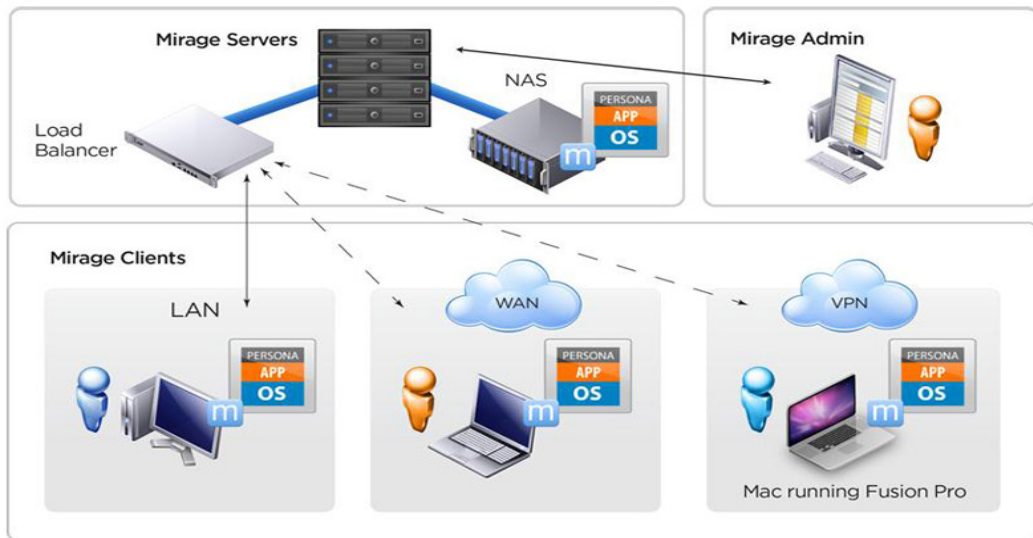 Mirage Servers
NAS
PERSONA
APP
OS
m
Load
Balancer
Mirage Admin
Mirage Clients
LAN
PERSONA
APP
OS
m
WAN
PERSONA
APP
OS
m
VPN
PERSONA
APP
OS
m
Mac running Fusion Pro